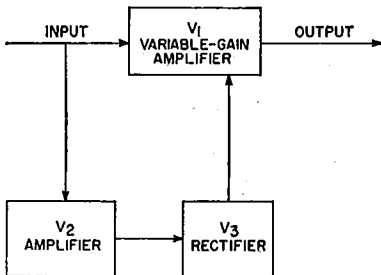 INPUT
V1
VARIABLE-GAIN
AMPLIFIER
OUTPUT
V2
AMPLIFIER
V3
RECTIFIER